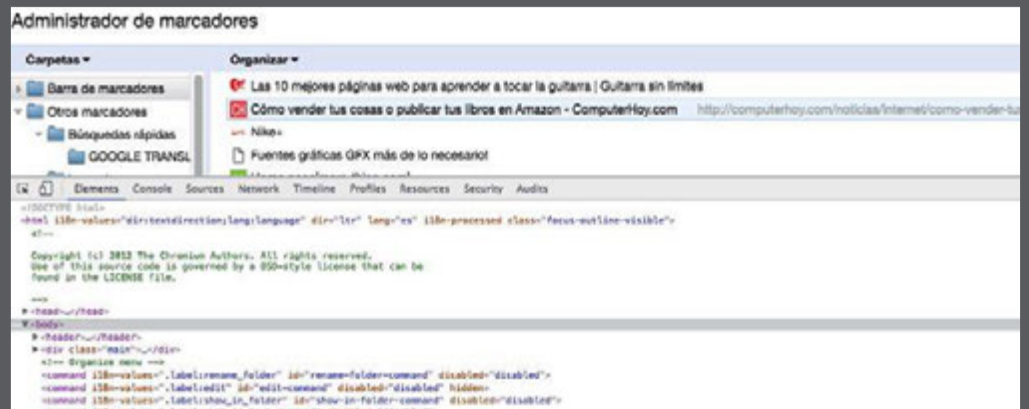 Administrador de marcadores
Carpetas
Organizar
Barra de marcadores
Otros marcadores
Búsquedas rápidas
GOOGLE TRANSL
Las 10 mejores páginas web para aprender a tocar la guitarra | Guitarra sin límites
Cómo vender tus cosas o publicar tus libros en Amazon - ComputerHoy.com http://computerhoy.com/noticias/internet/como-vender-tu
Nike+
Fuentes gráficas GFX más de lo necesario!
Elements Console Sources Network Timeline Profiles Resources Security Audits
<!DOCTYPE html>
<html i18n-values="dir:textdirection;lang:language" dir="ltr" lang="es" i18n-processed class="focus-outline-visible">
<!--
Copyright (c) 2012 The Chromium Authors. All rights reserved.
Use of this source code is governed by a BSD-style license that can be
found in the LICENSE file.
-->
<head>…</head>
<body>
<header>…</header>
<div class="main">…</div>
<!-- Organize menu -->
<command i18n-values=".label:rename_folder" id="rename-folder-command" disabled="disabled">
<command i18n-values=".label:edit" id="edit-command" disabled="disabled" hidden>
<command i18n-values=".label:show_in_folder" id="show-in-folder-command" disabled="disabled">